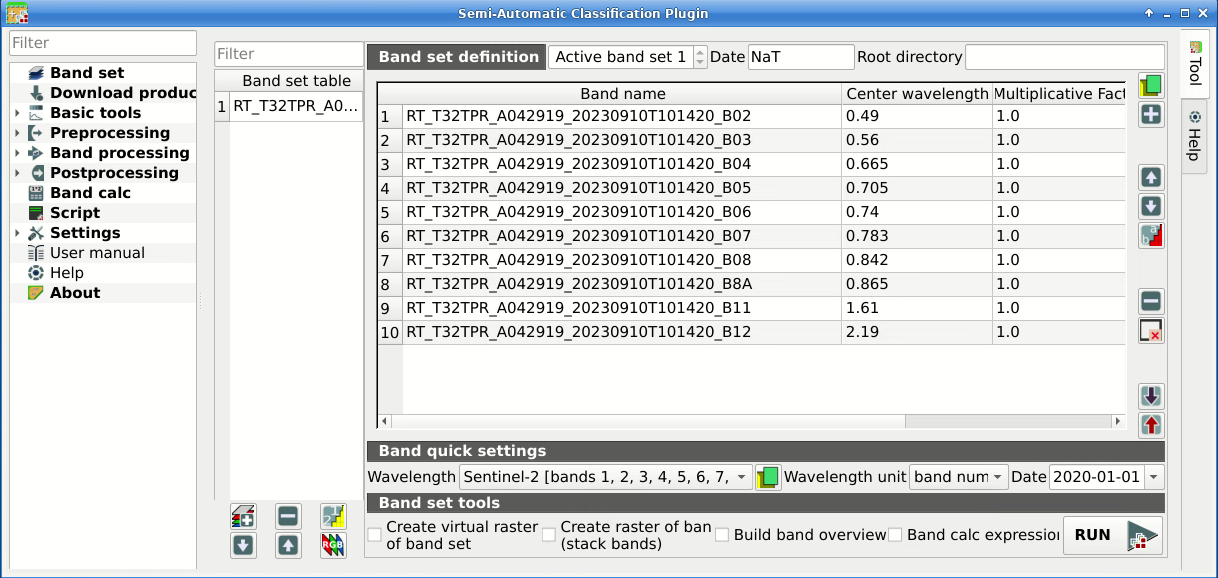 Semi-Automatic Classification Plugin
Filter
Band set
Download produc
Basic tools
Preprocessing
Band processing
Postprocessing
Band calc
Script
Settings
User manual
Help
About
Filter
Band set table
1 RT_T32TPR_A0...
RGB
Band set definition Active band set 1 Date NaT Root directory
Band name Center wavelength Multiplicative Fact
1 RT_T32TPR_A042919_20230910T101420_B02 0.49 1.0
2 RT_T32TPR_A042919_20230910T101420_B03 0.56 1.0
3 RT_T32TPR_A042919_20230910T101420_B04 0.665 1.0
4 RT_T32TPR_A042919_20230910T101420_B05 0.705 1.0
5 RT_T32TPR_A042919_20230910T101420_B06 0.74 1.0
6 RT_T32TPR_A042919_20230910T101420_B07 0.783 1.0
7 RT_T32TPR_A042919_20230910T101420_B08 0.842 1.0
8 RT_T32TPR_A042919_20230910T101420_B8A 0.865 1.0
9 RT_T32TPR_A042919_20230910T101420_B11 1.61 1.0
10 RT_T32TPR_A042919_20230910T101420_B12 2.19 1.0
Band quick settings
Wavelength Sentinel-2 [bands 1, 2, 3, 4, 5, 6, 7, Wavelength unit band num Date 2020-01-01
Band set tools
Create virtual raster
of band set
Create raster of ban
(stack bands)
Build band overview
Band calc expression
RUN
Tool
Help